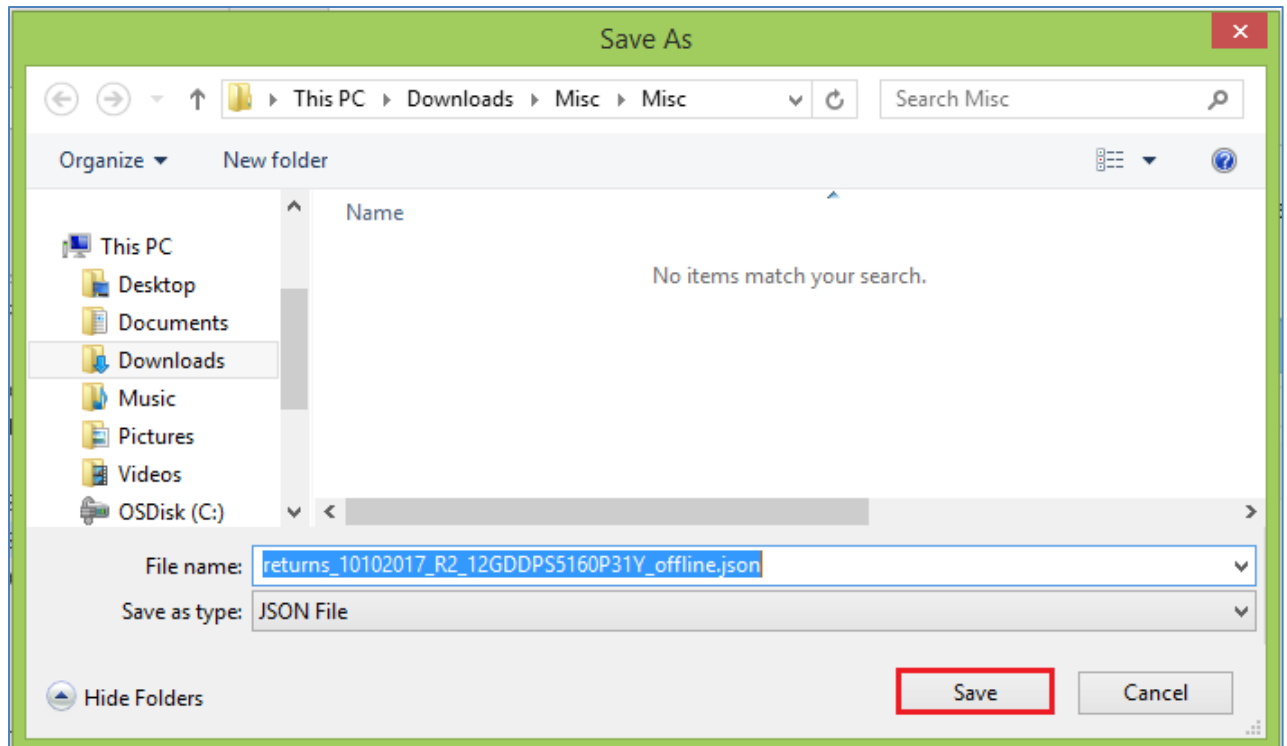 Save As
This PC Downloads Misc Misc Search Misc
Organize New folder
Name
No items match your search.
This PC
Desktop
Documents
Downloads
Music
Pictures
Videos
OSDisk (C:)
File name: returns_10102017_R2_12GDDPS5160P31Y_offline.json
Save as type: JSON File
Hide Folders Save Cancel